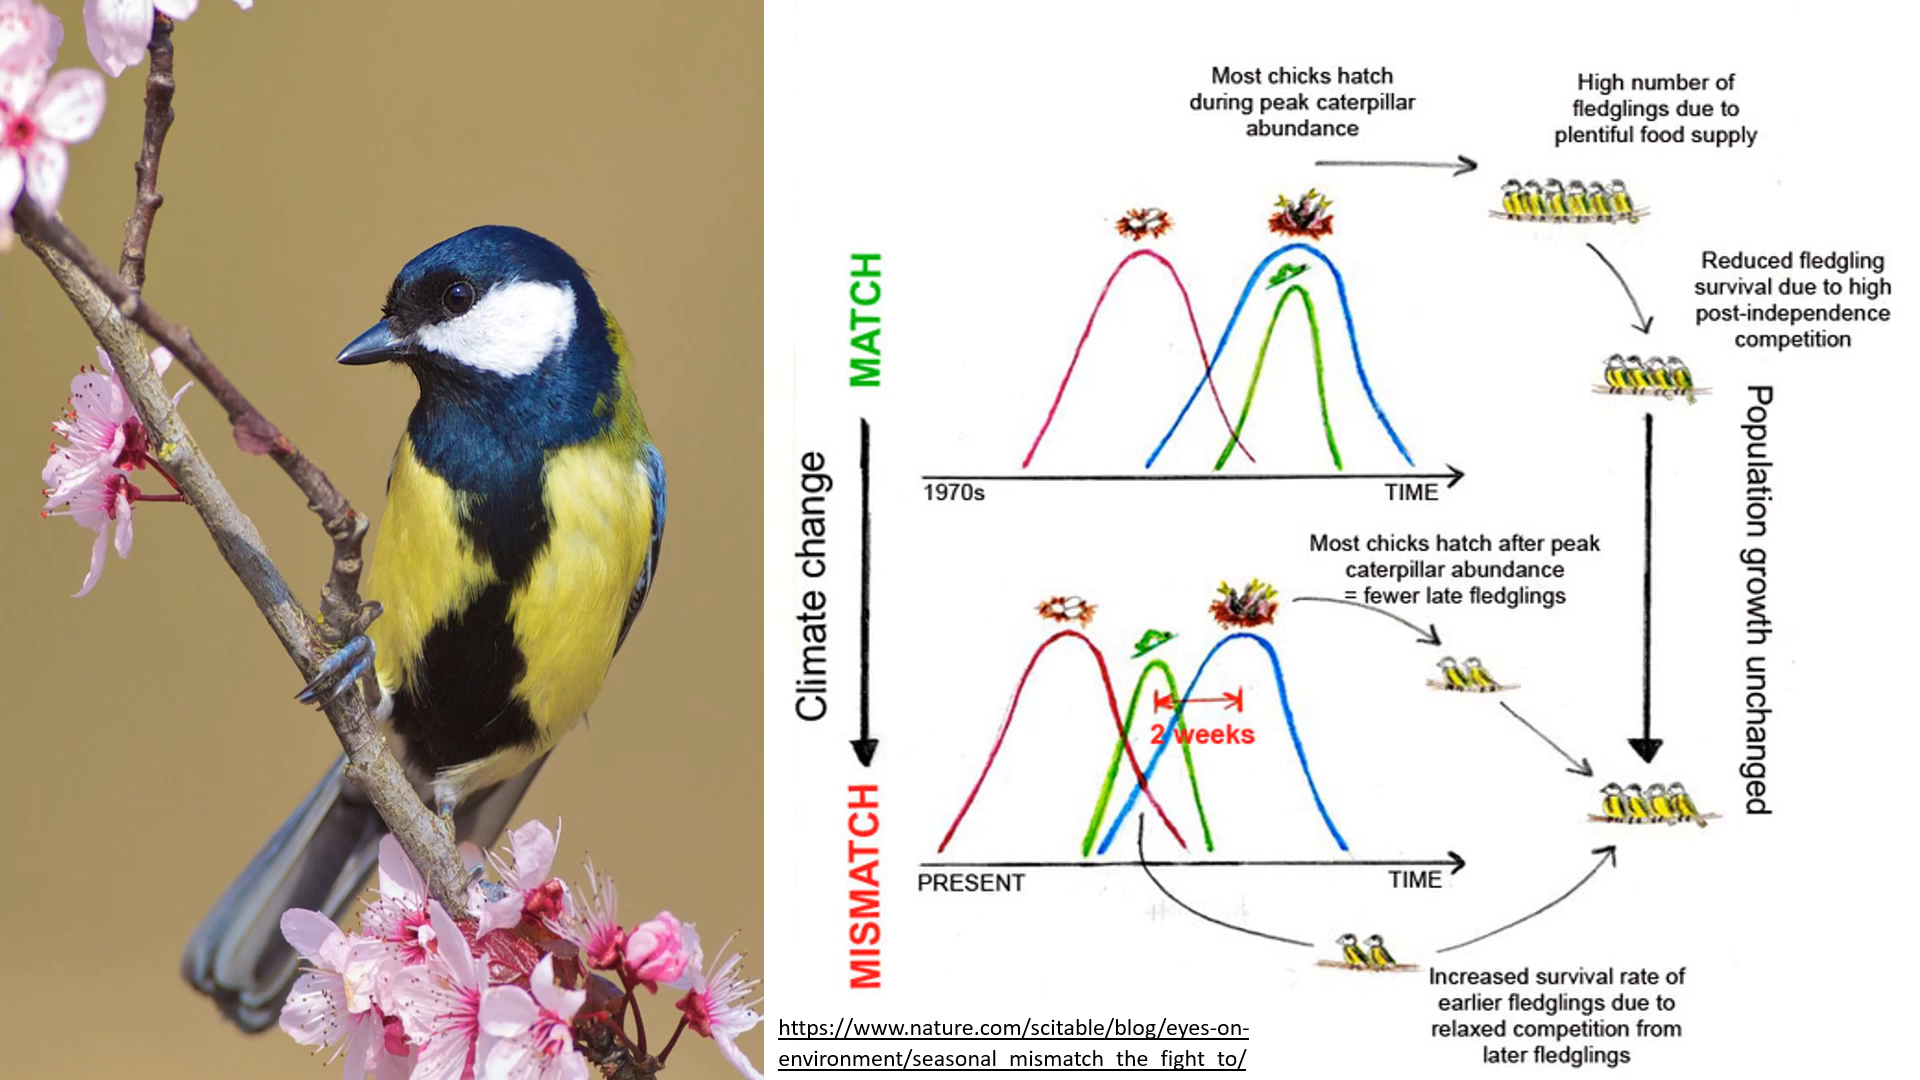 Most chicks hatch
during peak caterpillar
abundance
High number of
fledglings due to
plentiful food supply
Reduced fledgling
survival due to high
post-independence
competition
MATCH
1970s
TIME
Climate change
Population growth unchanged
Most chicks hatch after peak
caterpillar abundance
= fewer late fledglings
2 weeks
MISMATCH
PRESENT
TIME
Increased survival rate of
earlier fledglings due to
relaxed competition from
later fledglings
https://www.nature.com/scitable/blog/eyes-on-
environment/seasonal_mismatch_the_fight_to/